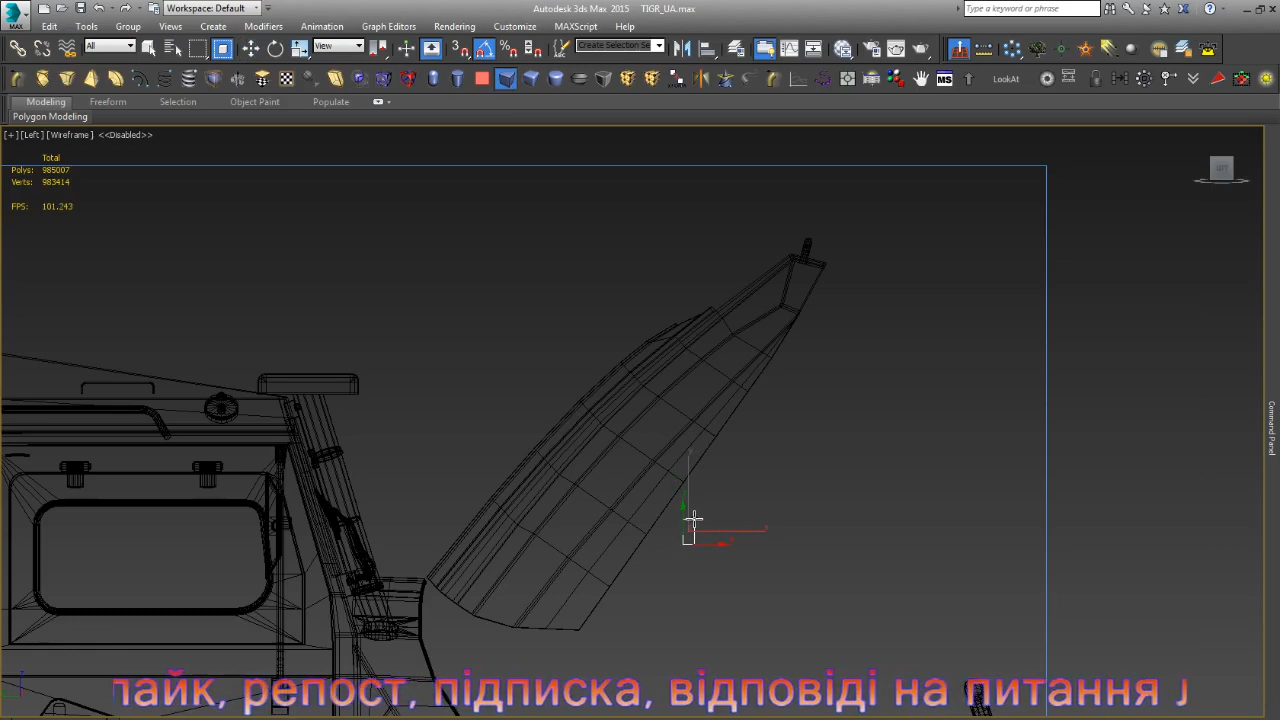 Workspace: Default
Autodesk 3ds Max 2015 TIGR_UA.max
Type a keyword or phrase
MAX
Edit Tools Group Views Create Modifiers Animation Graph Editors Rendering Customize MAXScript Help
All
View
Create Selection Se
LookAt
MS
Modeling Freeform Selection Object Paint Populate
Polygon Modeling
[+] [Left] [Wireframe] <<Disabled>>
Total
Polys: 985007
Verts: 983414
FPS: 101.243
Command Panel
лайк, репост, підписка, відповіді на питання